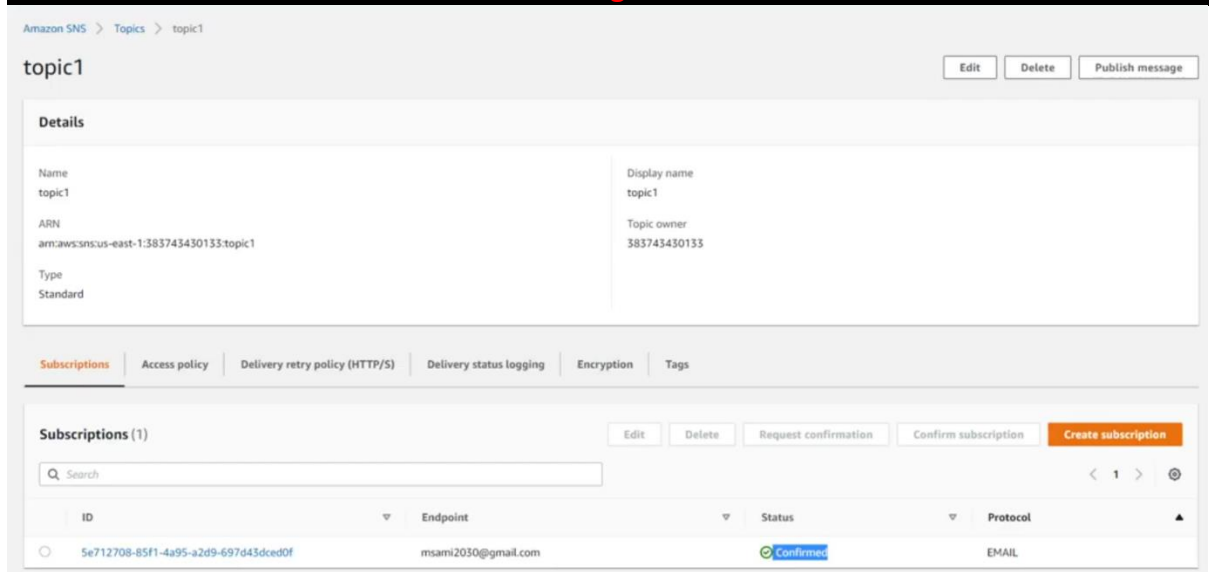 Amazon SNS > Topics > topic1
topic1
Edit Delete Publish message
Details
Name
topic1
ARN
arn:aws:sns:us-east-1:383743430133:topic1
Type
Standard
Display name
topic1
Topic owner
383743430133
Subscriptions Access policy Delivery retry policy (HTTP/S) Delivery status logging Encryption Tags
Subscriptions (1)
Edit Delete Request confirmation Confirm subscription Create subscription
Search
< 1 >
ID Endpoint Status Protocol
5e712708-85f1-4a95-a2d9-697d43dced0f msami2030@gmail.com Confirmed EMAIL